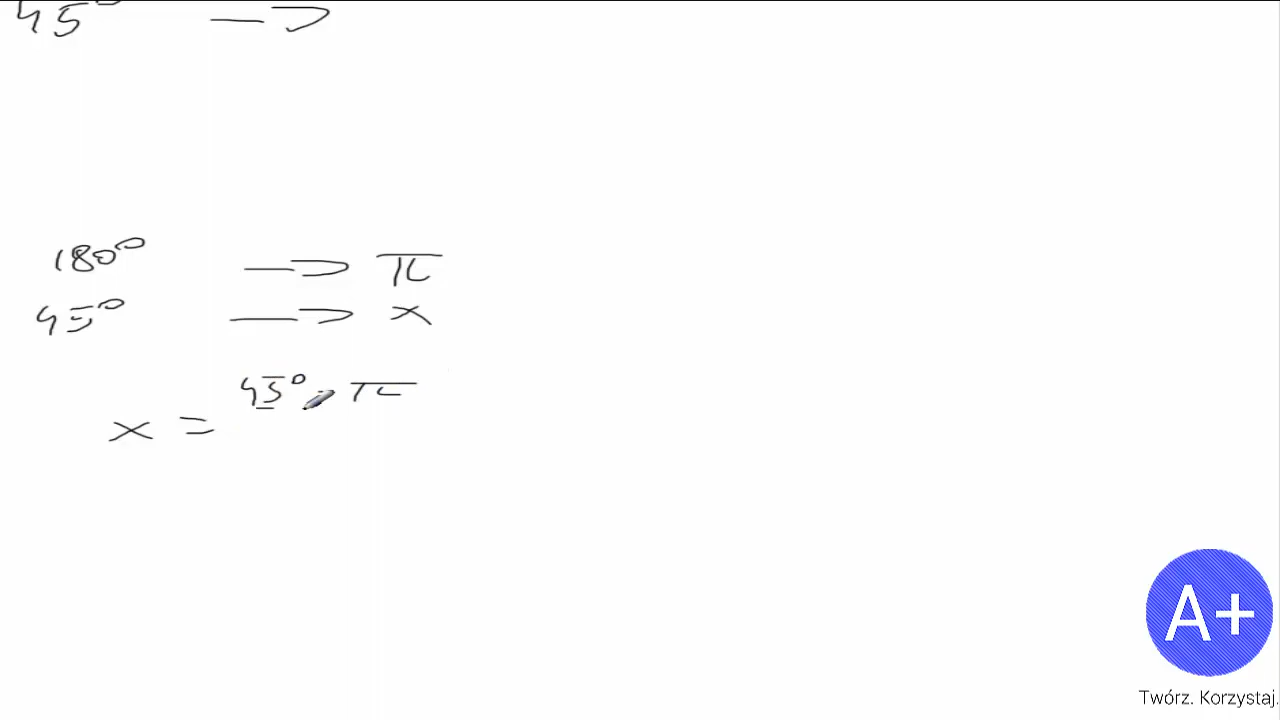 45° →
180° → π
45° → x
x = 45° · π
A+
Twórz. Korzystaj.